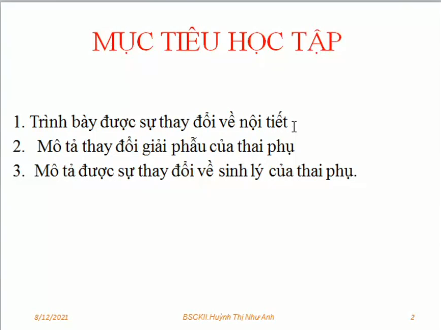 MỤC TIÊU HỌC TẬP
1. Trình bày được sự thay đổi về nội tiết
2. Mô tả thay đổi giải phẫu của thai phụ
3. Mô tả được sự thay đổi về sinh lý của thai phụ.
8/12/2021
BSCKII.Huỳnh Thị Như Anh
2